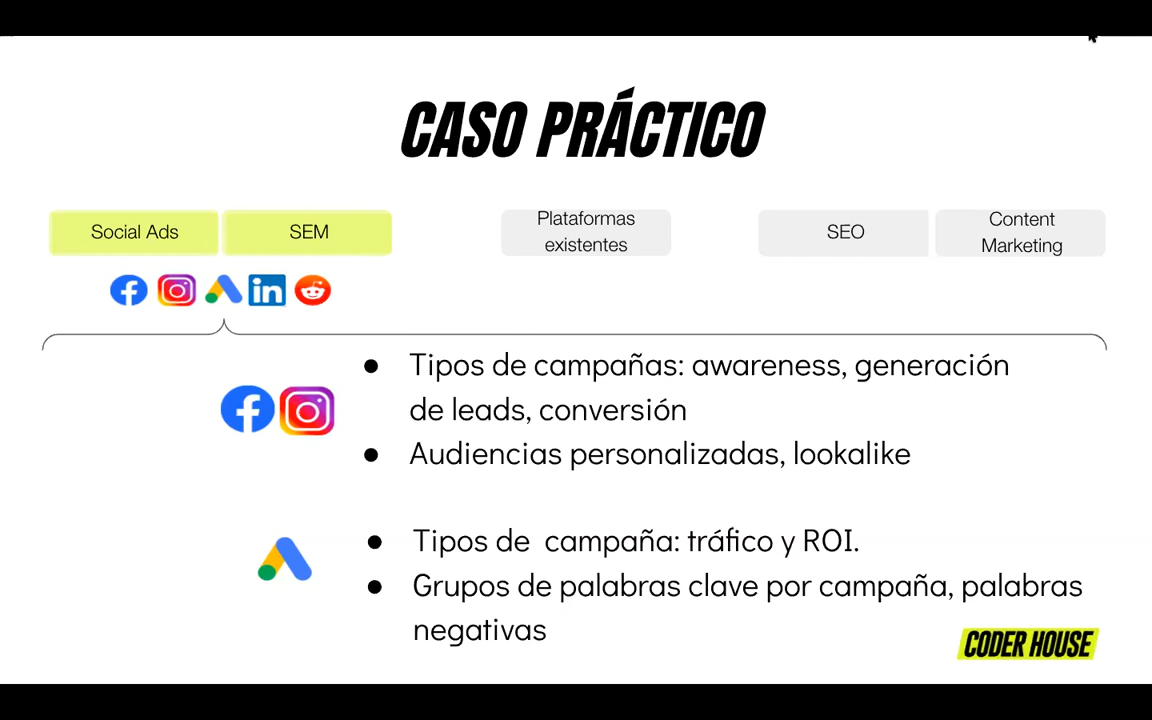 CASO PRÁCTICO
Social Ads
SEM
Plataformas
existentes
SEO
Content
Marketing
in
● Tipos de campañas: awareness, generación
de leads, conversión
● Audiencias personalizadas, lookalike
● Tipos de campaña: tráfico y ROI.
● Grupos de palabras clave por campaña, palabras
negativas
CODER HOUSE